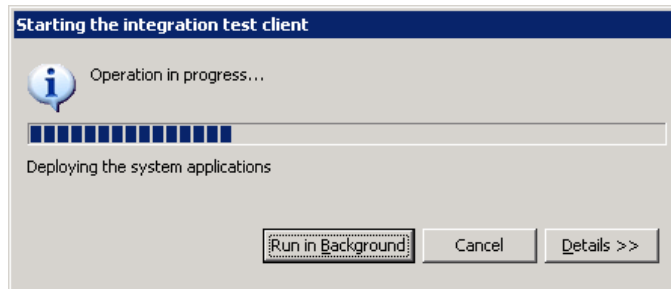 Starting the integration test client
Operation in progress...
Deploying the system applications
Run in Background
Cancel
Details >>